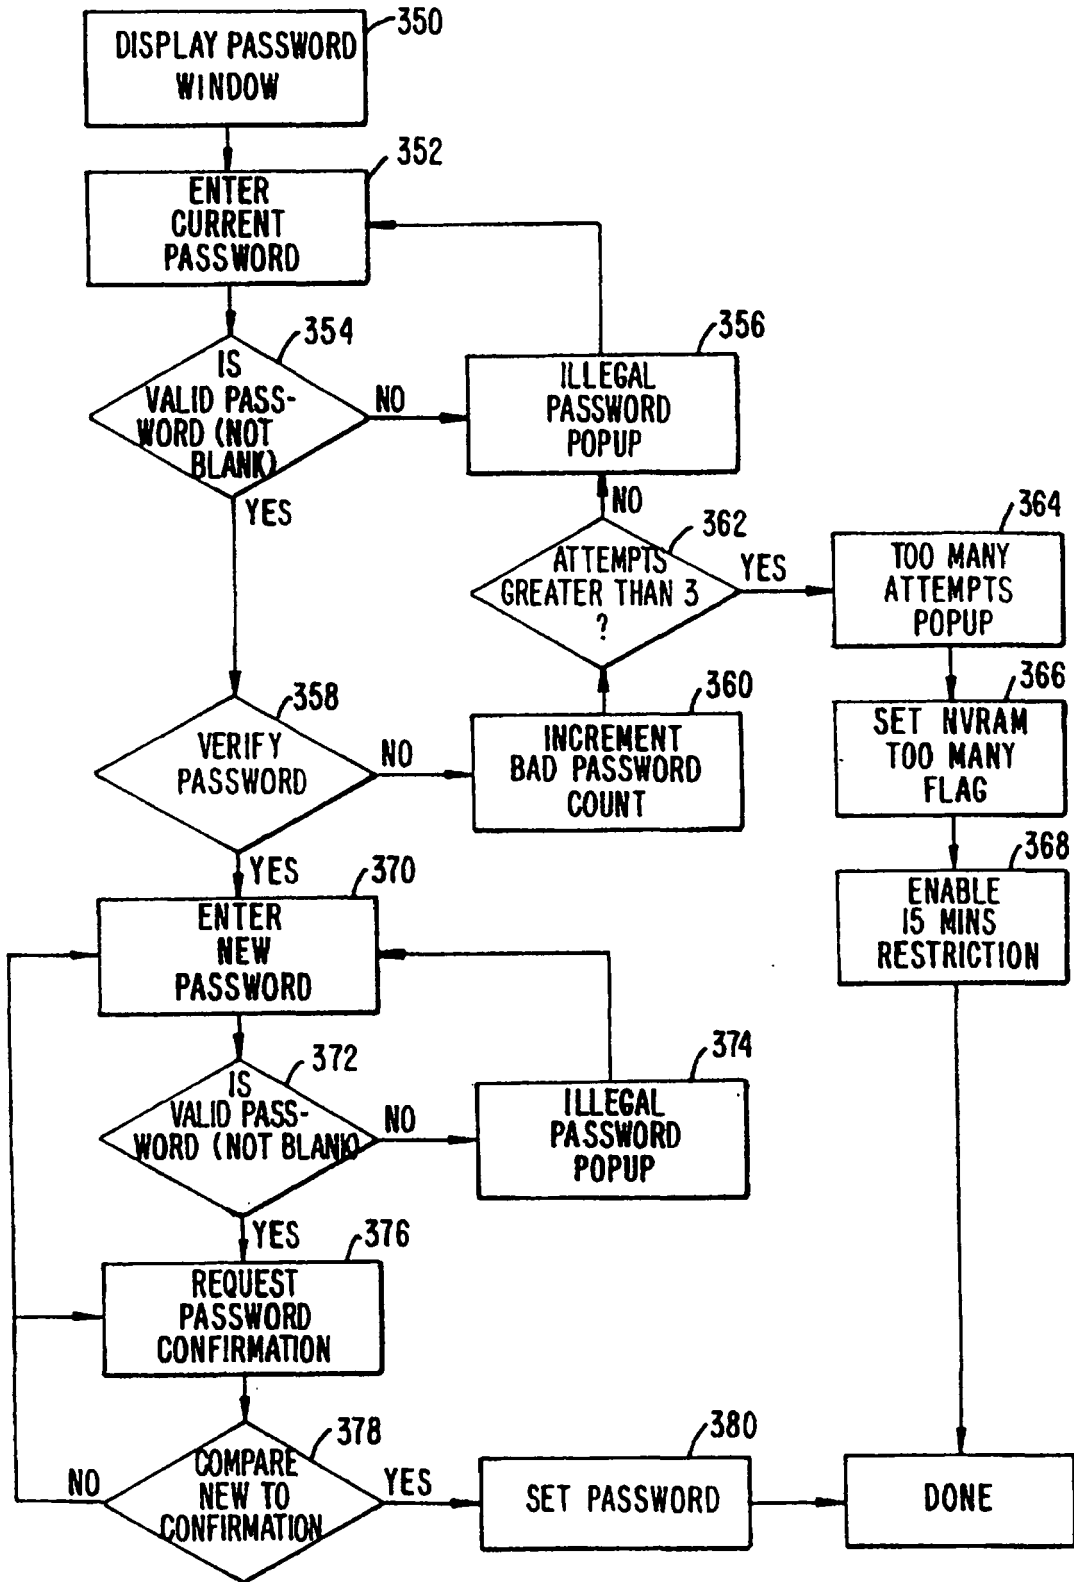 350
DISPLAY PASSWORD
WINDOW
352
ENTER
CURRENT
PASSWORD
354
IS
VALID PASS-
WORD (NOT
BLANK)
NO
YES
356
ILLEGAL
PASSWORD
POPUP
NO
362
ATTEMPTS
GREATER THAN 3
?
YES
364
TOO MANY
ATTEMPTS
POPUP
358
VERIFY
PASSWORD
NO
YES
360
INCREMENT
BAD PASSWORD
COUNT
366
SET NVRAM
TOO MANY
FLAG
368
ENABLE
15 MINS
RESTRICTION
370
ENTER
NEW
PASSWORD
372
IS
VALID PASS-
WORD (NOT BLANK)
NO
YES
374
ILLEGAL
PASSWORD
POPUP
376
REQUEST
PASSWORD
CONFIRMATION
378
COMPARE
NEW TO
CONFIRMATION
NO
YES
380
SET PASSWORD
DONE